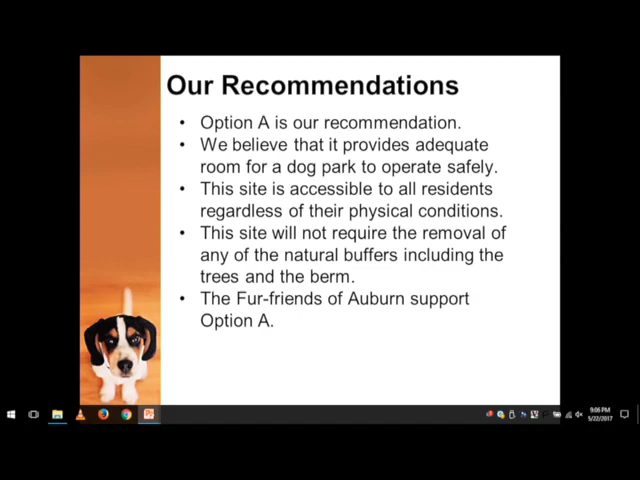 Our Recommendations
• Option A is our recommendation.
• We believe that it provides adequate
room for a dog park to operate safely.
• This site is accessible to all residents
regardless of their physical conditions.
• This site will not require the removal of
any of the natural buffers including the
trees and the berm.
• The Fur-friends of Auburn support
Option A.
9:06 PM
5/22/2017